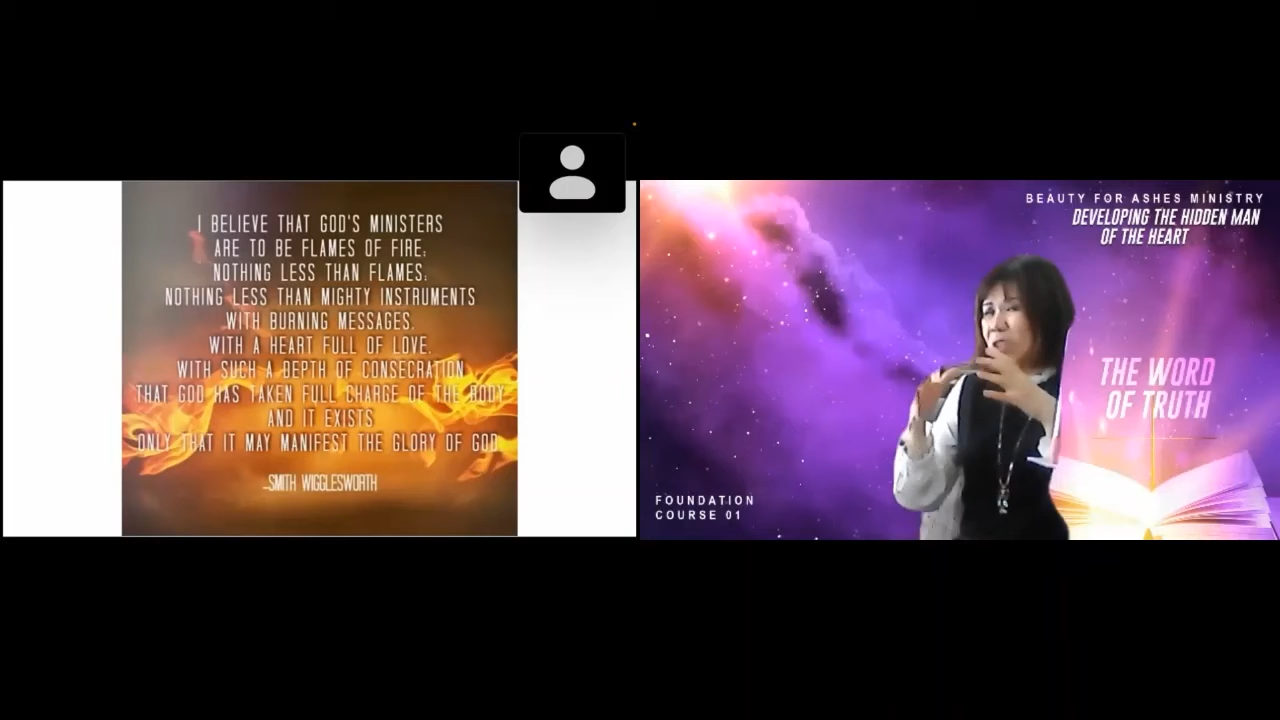 I BELIEVE THAT GOD'S MINISTERS
ARE TO BE FLAMES OF FIRE;
NOTHING LESS THAN FLAMES;
NOTHING LESS THAN MIGHTY INSTRUMENTS
WITH BURNING MESSAGES,
WITH A HEART FULL OF LOVE,
WITH SUCH A DEPTH OF CONSECRATION
THAT GOD HAS TAKEN FULL CHARGE OF THE BODY
AND IT EXISTS
ONLY THAT IT MAY MANIFEST THE GLORY OF GOD.
-SMITH WIGGLESWORTH
BEAUTY FOR ASHES MINISTRY
DEVELOPING THE HIDDEN MAN
OF THE HEART
THE WORD
OF TRUTH
FOUNDATION
COURSE 01